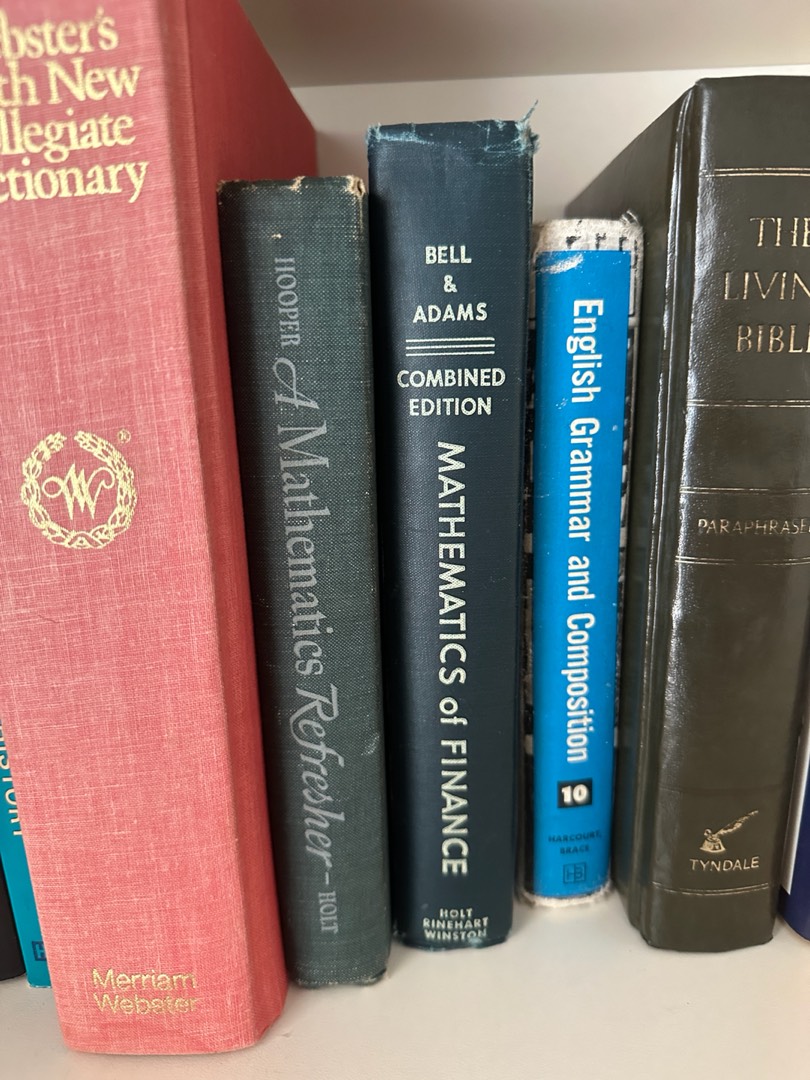 bster's
th New
llegiate
ctionary
W
®
Merriam
Webster
HOOPER A Mathematics Refresher – HOLT
BELL
&
ADAMS
COMBINED
EDITION
MATHEMATICS of FINANCE
HOLT
RINEHART
WINSTON
English Grammar and Composition
10
HARCOURT,
BRACE
HB
THE
LIVIN
BIBL
PARAPHRASE
TYNDALE